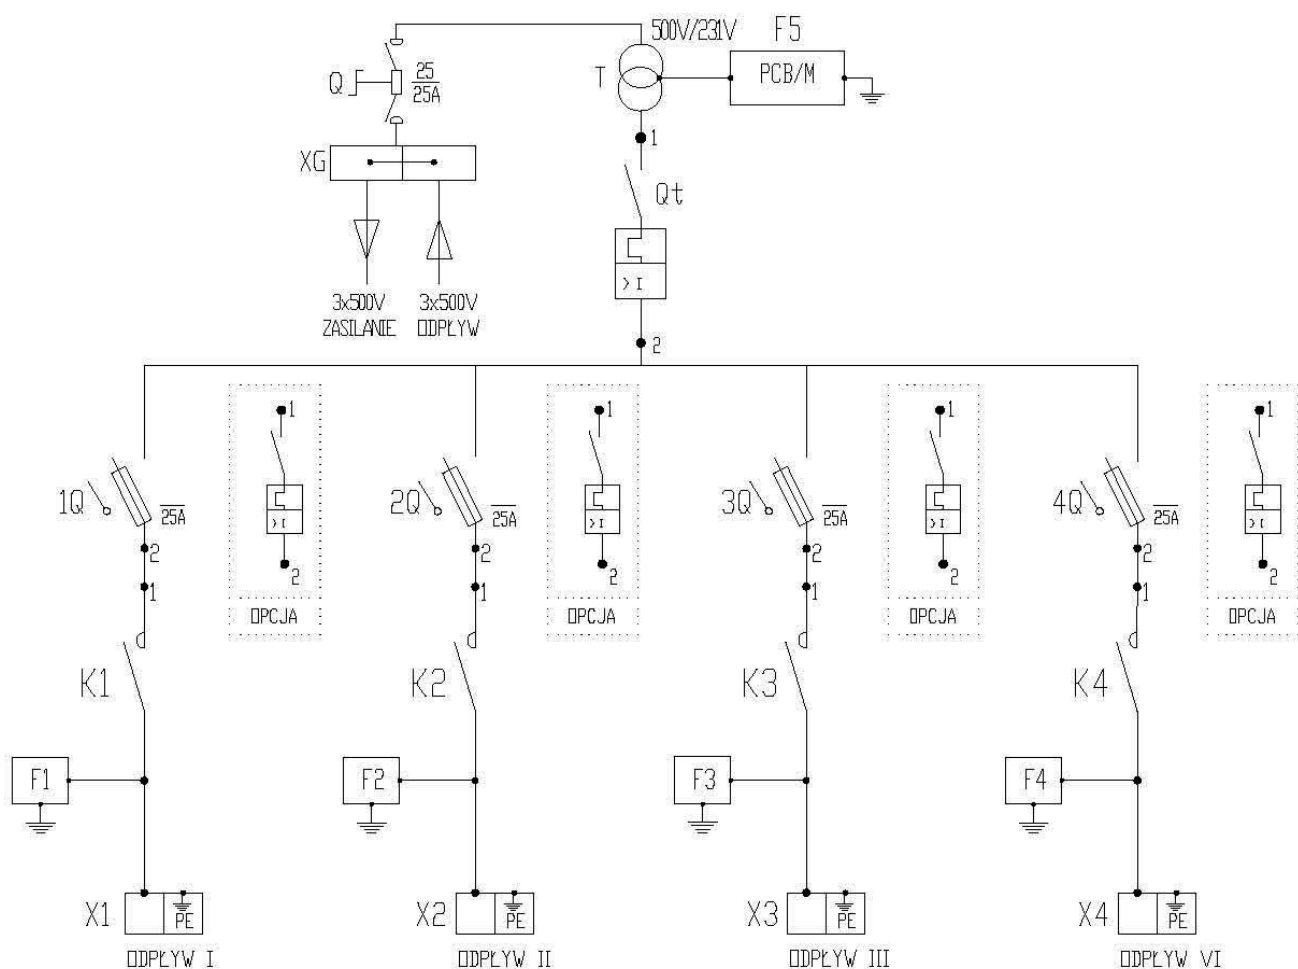 500V/231V
F5
Q
25
25A
T
PCB/M
1
XG
Qt
>I
3x500V
ZASILANIE
3x500V
ODPŁYW
2
1Q
25A
2
1
1
>I
2
OPCJA
2Q
25A
2
1
1
>I
2
OPCJA
3Q
25A
2
1
1
>I
2
OPCJA
4Q
25A
2
1
1
>I
2
OPCJA
K1
K2
K3
K4
F1
F2
F3
F4
X1
PE
X2
PE
X3
PE
X4
PE
ODPŁYW I
ODPŁYW II
ODPŁYW III
ODPŁYW VI